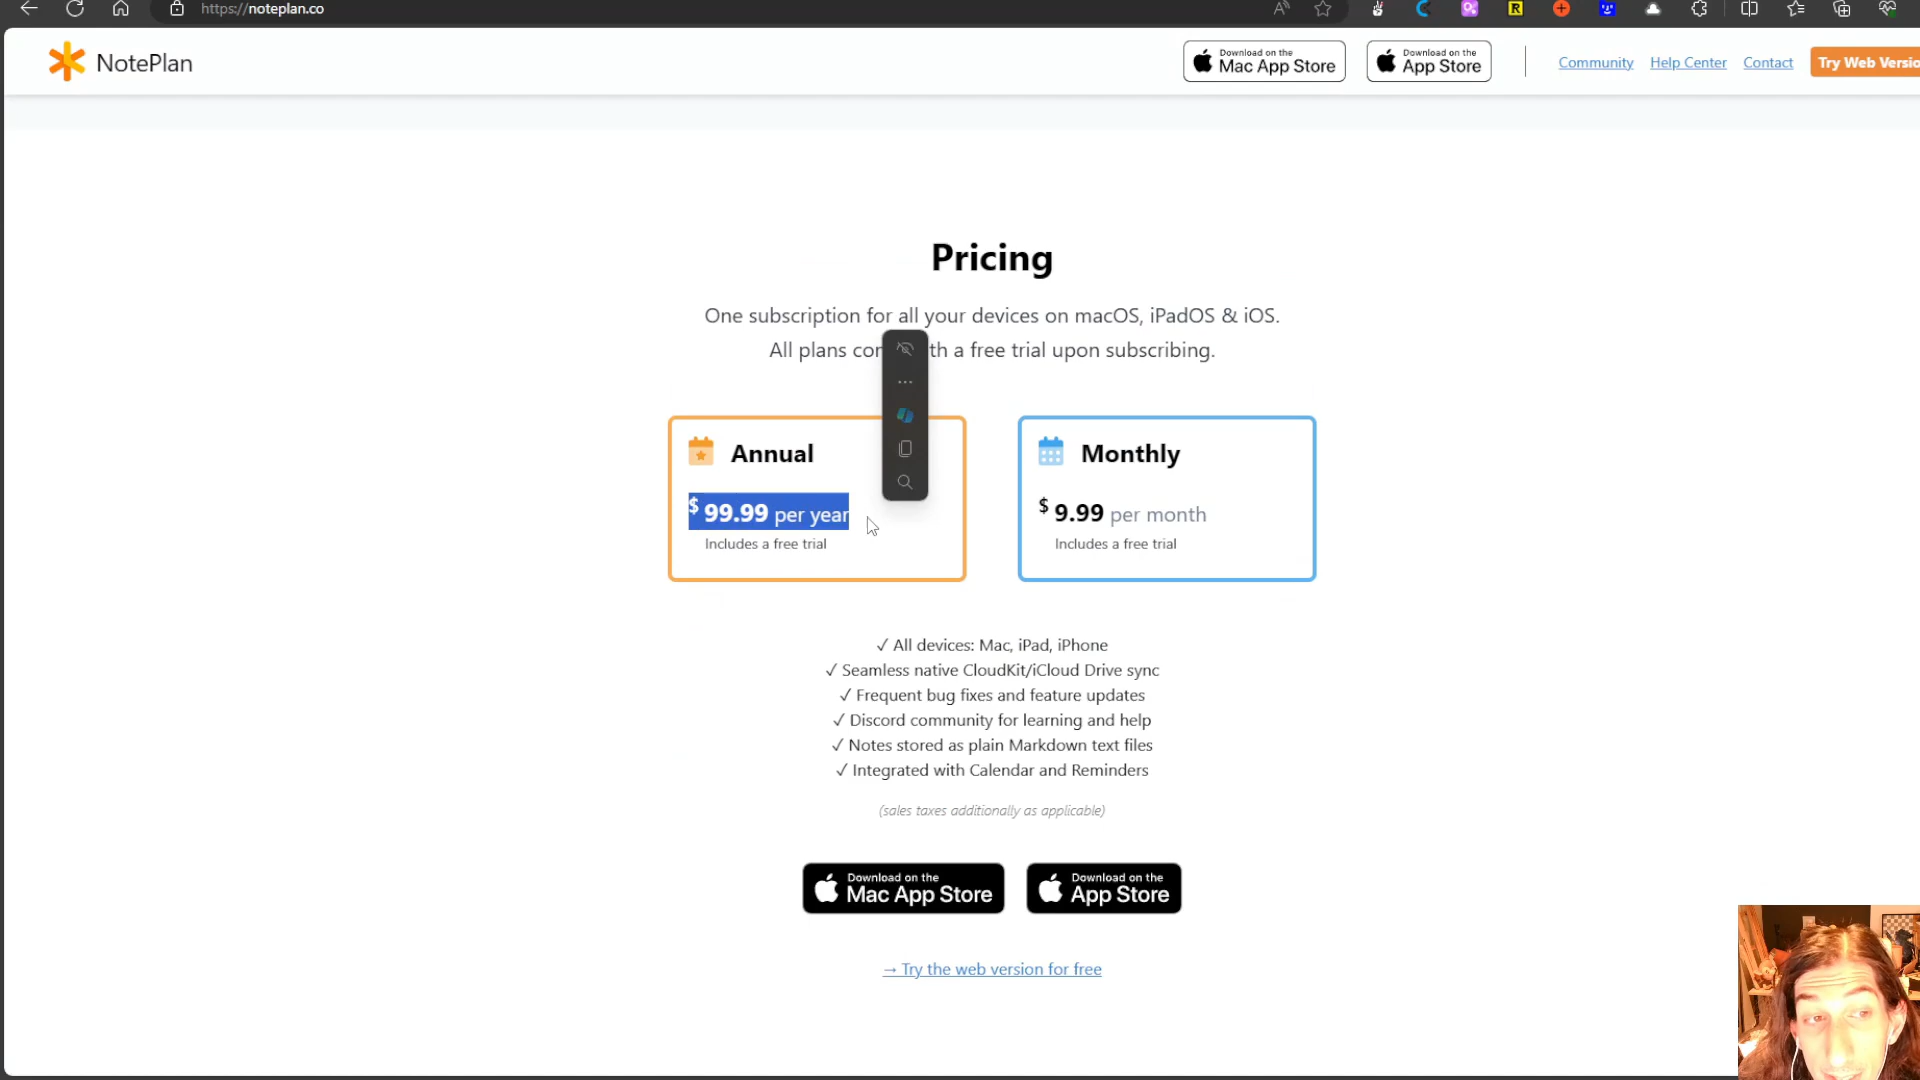 https://noteplan.co
NotePlan
Download on the
Mac App Store
Download on the
App Store
Community
Help Center
Contact
Try Web Versio
Pricing
One subscription for all your devices on macOS, iPadOS & iOS.
All plans con th a free trial upon subscribing.
Annual
$ 99.99 per year
Includes a free trial
Monthly
$ 9.99 per month
Includes a free trial
✓ All devices: Mac, iPad, iPhone
✓ Seamless native CloudKit/iCloud Drive sync
✓ Frequent bug fixes and feature updates
✓ Discord community for learning and help
✓ Notes stored as plain Markdown text files
✓ Integrated with Calendar and Reminders
(sales taxes additionally as applicable)
Download on the
Mac App Store
Download on the
App Store
→ Try the web version for free